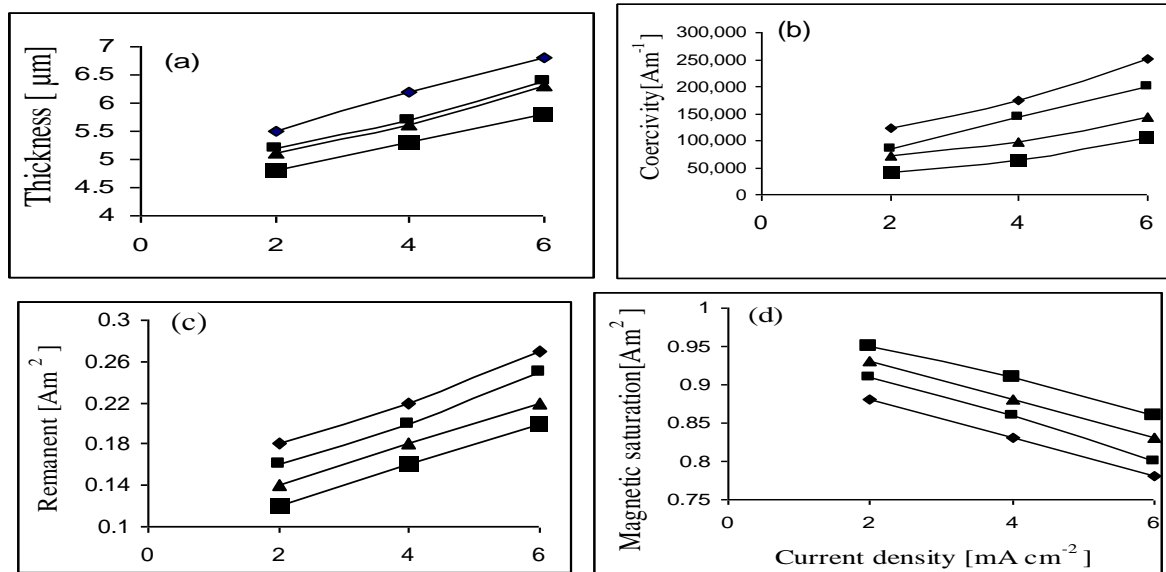 (a)
Thickness [ μm]
7
6.5
6
5.5
5
4.5
4
0 2 4 6
(b)
Coercivity[Am⁻¹]
300,000
250,000
200,000
150,000
100,000
50,000
0
0 2 4 6
(c)
Remanent [Am² ]
0.3
0.26
0.22
0.18
0.14
0.1
0 2 4 6
(d)
Magnetic saturation[Am²]
1
0.95
0.9
0.85
0.8
0.75
0 2 4 6
Current density [mA cm⁻²]